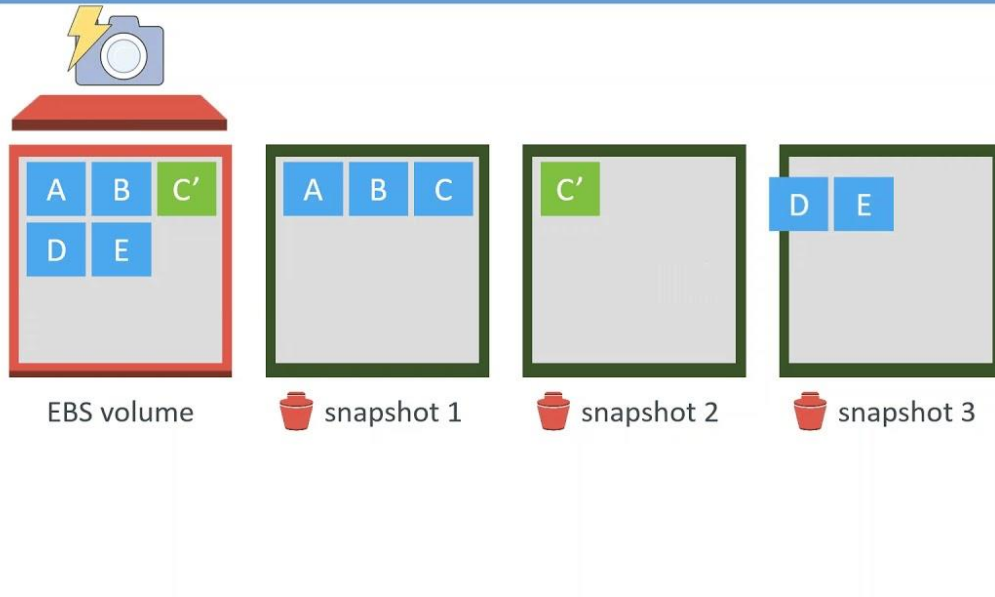 A B C’
D E
A B C
C’
D E
EBS volume
snapshot 1
snapshot 2
snapshot 3